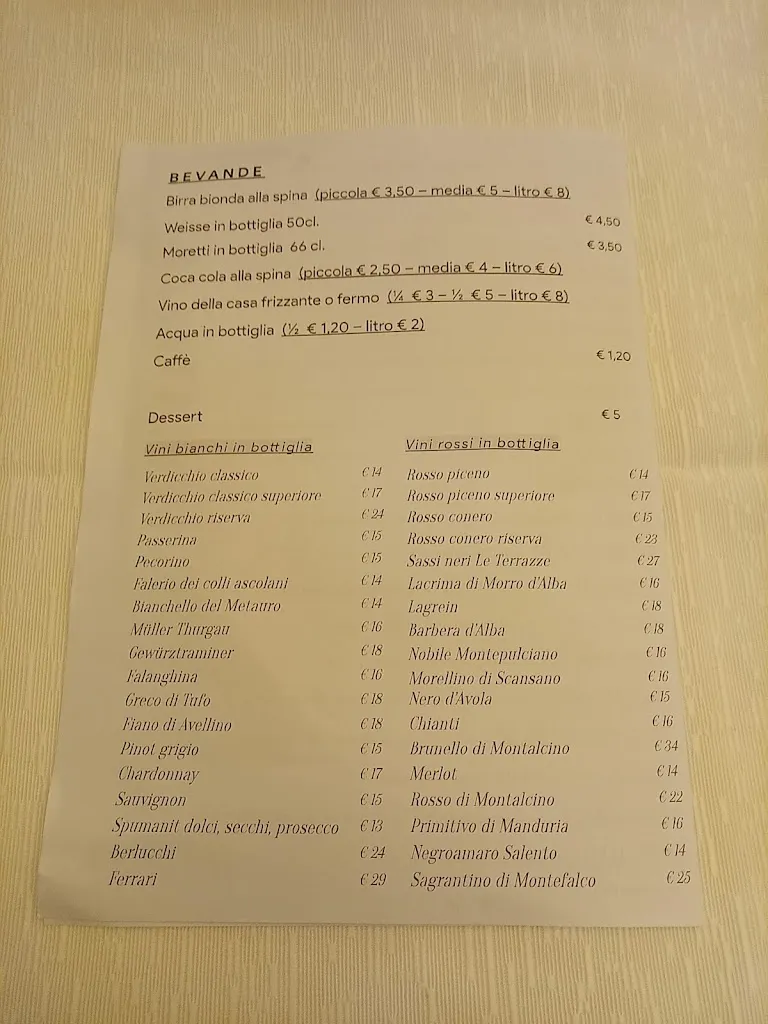 BEVANDE
Birra bionda alla spina (piccola € 3,50 – media € 5 – litro € 8)
Weisse in bottiglia 50cl. € 4,50
Moretti in bottiglia 66 cl. € 3,50
Coca cola alla spina (piccola € 2,50 – media € 4 – litro € 6)
Vino della casa frizzante o fermo (¼ € 3 – ½ € 5 – litro € 8)
Acqua in bottiglia (½ € 1,20 – litro € 2)
Caffè € 1,20
Dessert € 5
Vini bianchi in bottiglia
Verdicchio classico € 14
Verdicchio classico superiore € 17
Verdicchio riserva € 24
Passerina € 15
Pecorino € 15
Falerio dei colli ascolani € 14
Bianchello del Metauro € 14
Müller Thurgau € 16
Gewürztraminer € 18
Falanghina € 16
Greco di Tufo € 18
Fiano di Avellino € 18
Pinot grigio € 15
Chardonnay € 17
Sauvignon € 15
Spumanit dolci, secchi, prosecco € 13
Berlucchi € 24
Ferrari € 29
Vini rossi in bottiglia
Rosso piceno € 14
Rosso piceno superiore € 17
Rosso conero € 15
Rosso conero riserva € 23
Sassi neri Le Terrazze € 27
Lacrima di Morro d'Alba € 16
Lagrein € 18
Barbera d'Alba € 18
Nobile Montepulciano € 16
Morellino di Scansano € 16
Nero d'Avola € 15
Chianti € 16
Brunello di Montalcino € 34
Merlot € 14
Rosso di Montalcino € 22
Primitivo di Manduria € 16
Negroamaro Salento € 14
Sagrantino di Montefalco € 25